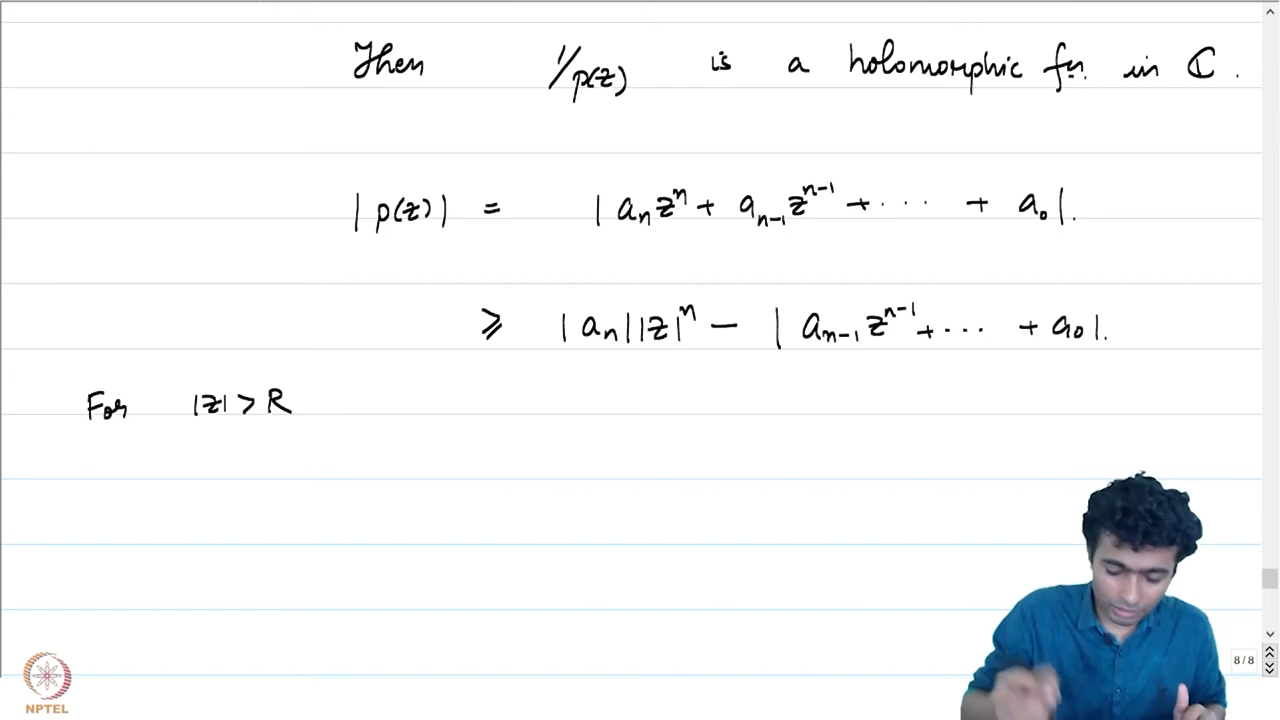 Then 1/p(z) is a holomorphic fn. in ℂ.
|p(z)| = | aₙzⁿ + aₙ₋₁zⁿ⁻¹ + ···· + a₀ |.
≥ |aₙ||z|ⁿ − | aₙ₋₁zⁿ⁻¹ + ··· + a₀ |.
For |z| > R
8/8
NPTEL